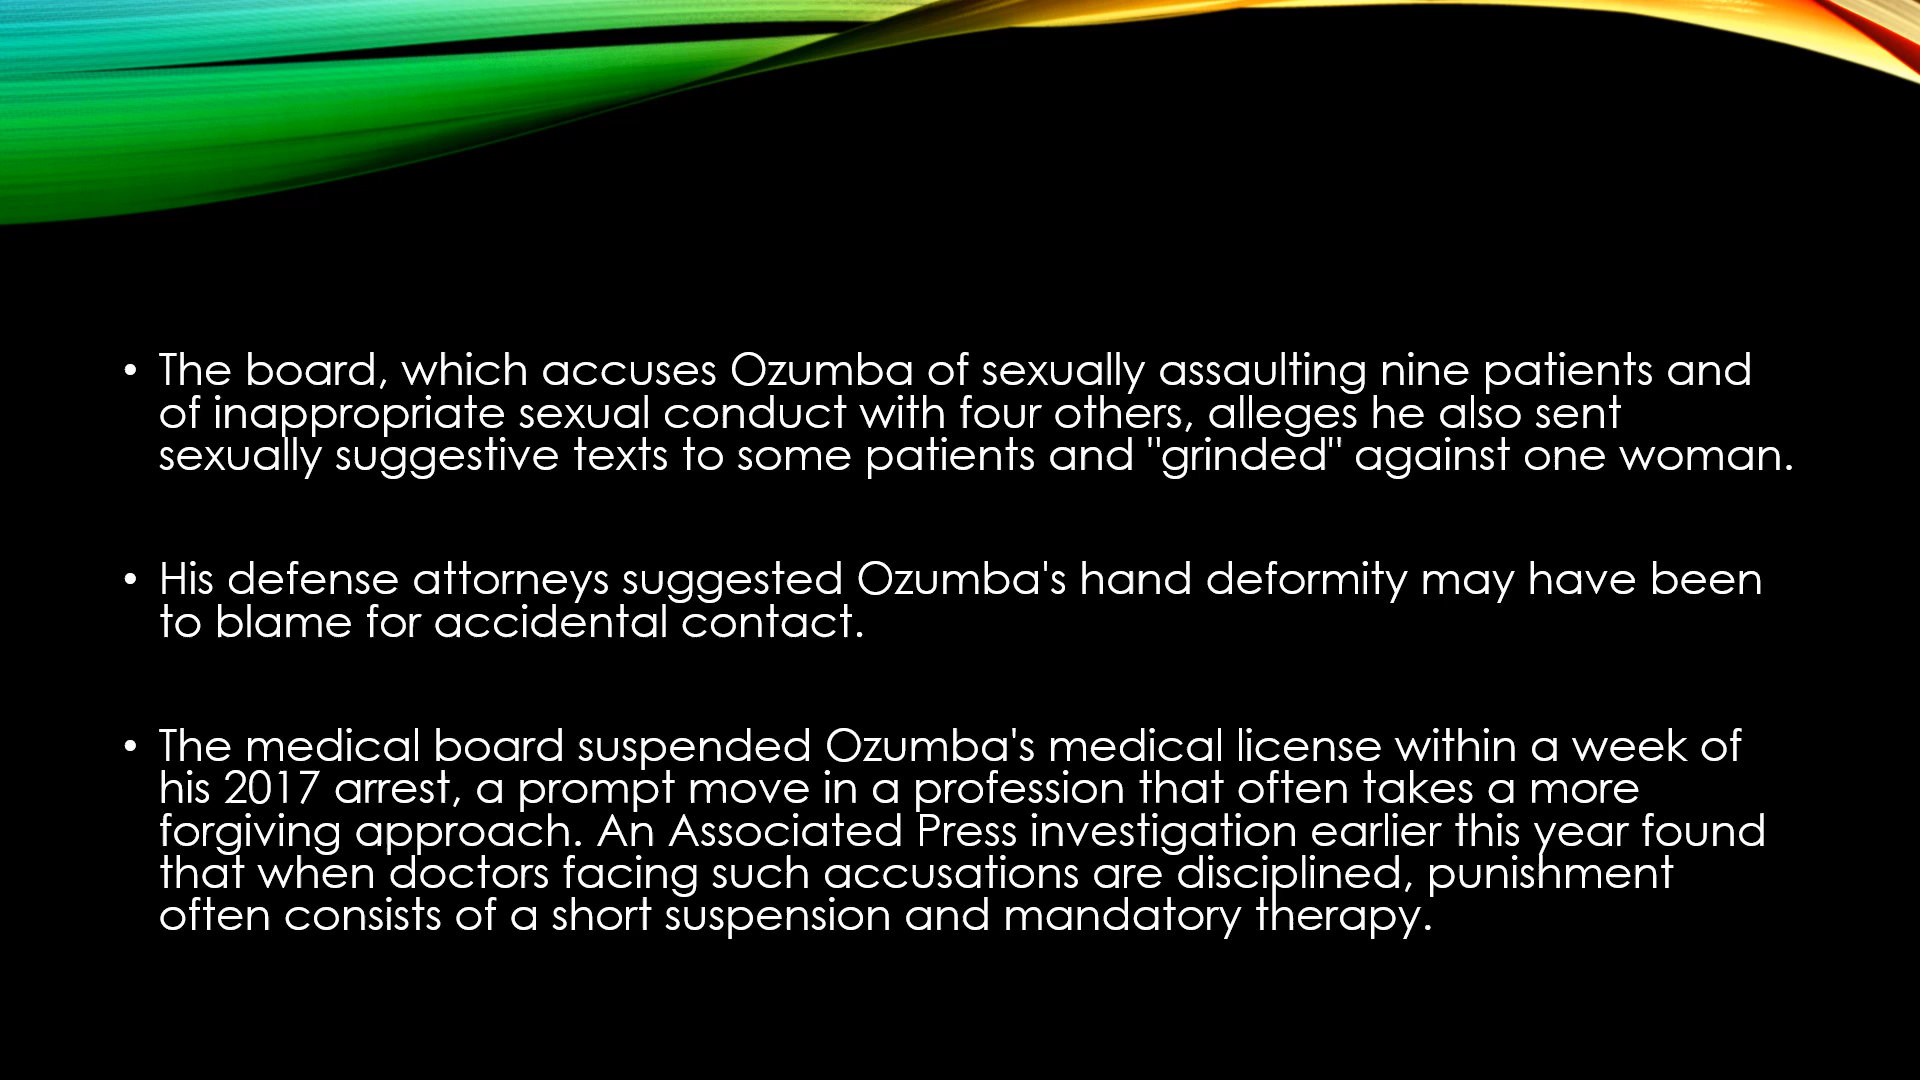 • The board, which accuses Ozumba of sexually assaulting nine patients and
of inappropriate sexual conduct with four others, alleges he also sent
sexually suggestive texts to some patients and "grinded" against one woman.
• His defense attorneys suggested Ozumba's hand deformity may have been
to blame for accidental contact.
• The medical board suspended Ozumba's medical license within a week of
his 2017 arrest, a prompt move in a profession that often takes a more
forgiving approach. An Associated Press investigation earlier this year found
that when doctors facing such accusations are disciplined, punishment
often consists of a short suspension and mandatory therapy.